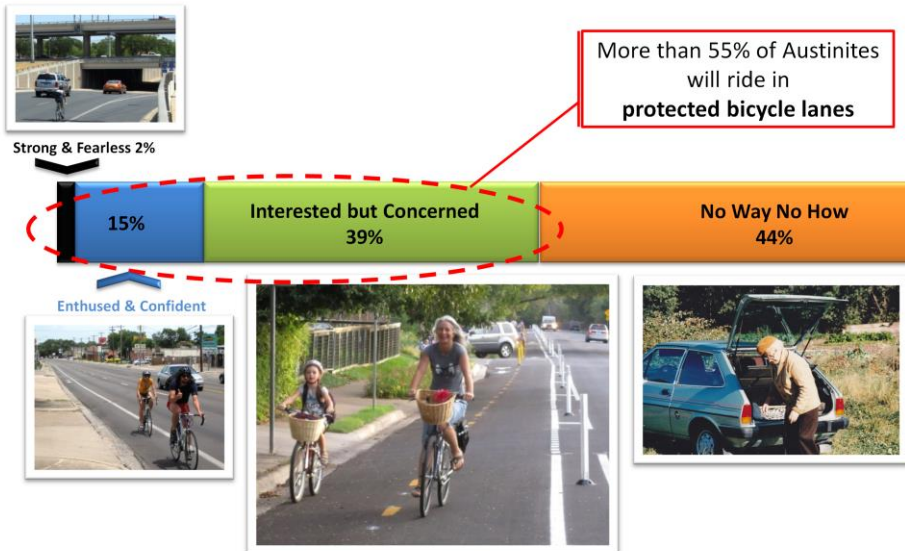 More than 55% of Austinites
will ride in
protected bicycle lanes
Strong & Fearless 2%
15%
Interested but Concerned
39%
No Way No How
44%
Enthused & Confident